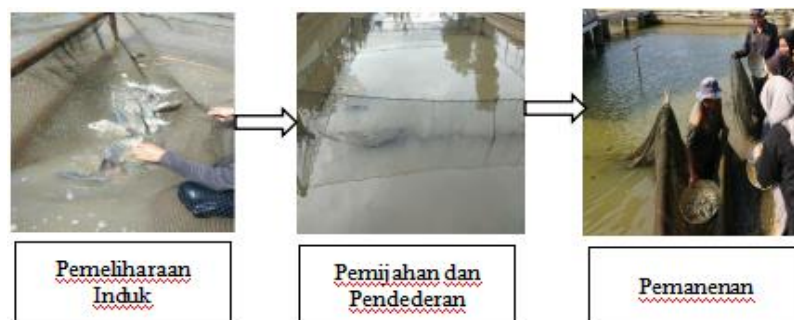 Pemeliharaan
Induk
Pemijahan dan
Pendederan
Pemanenan